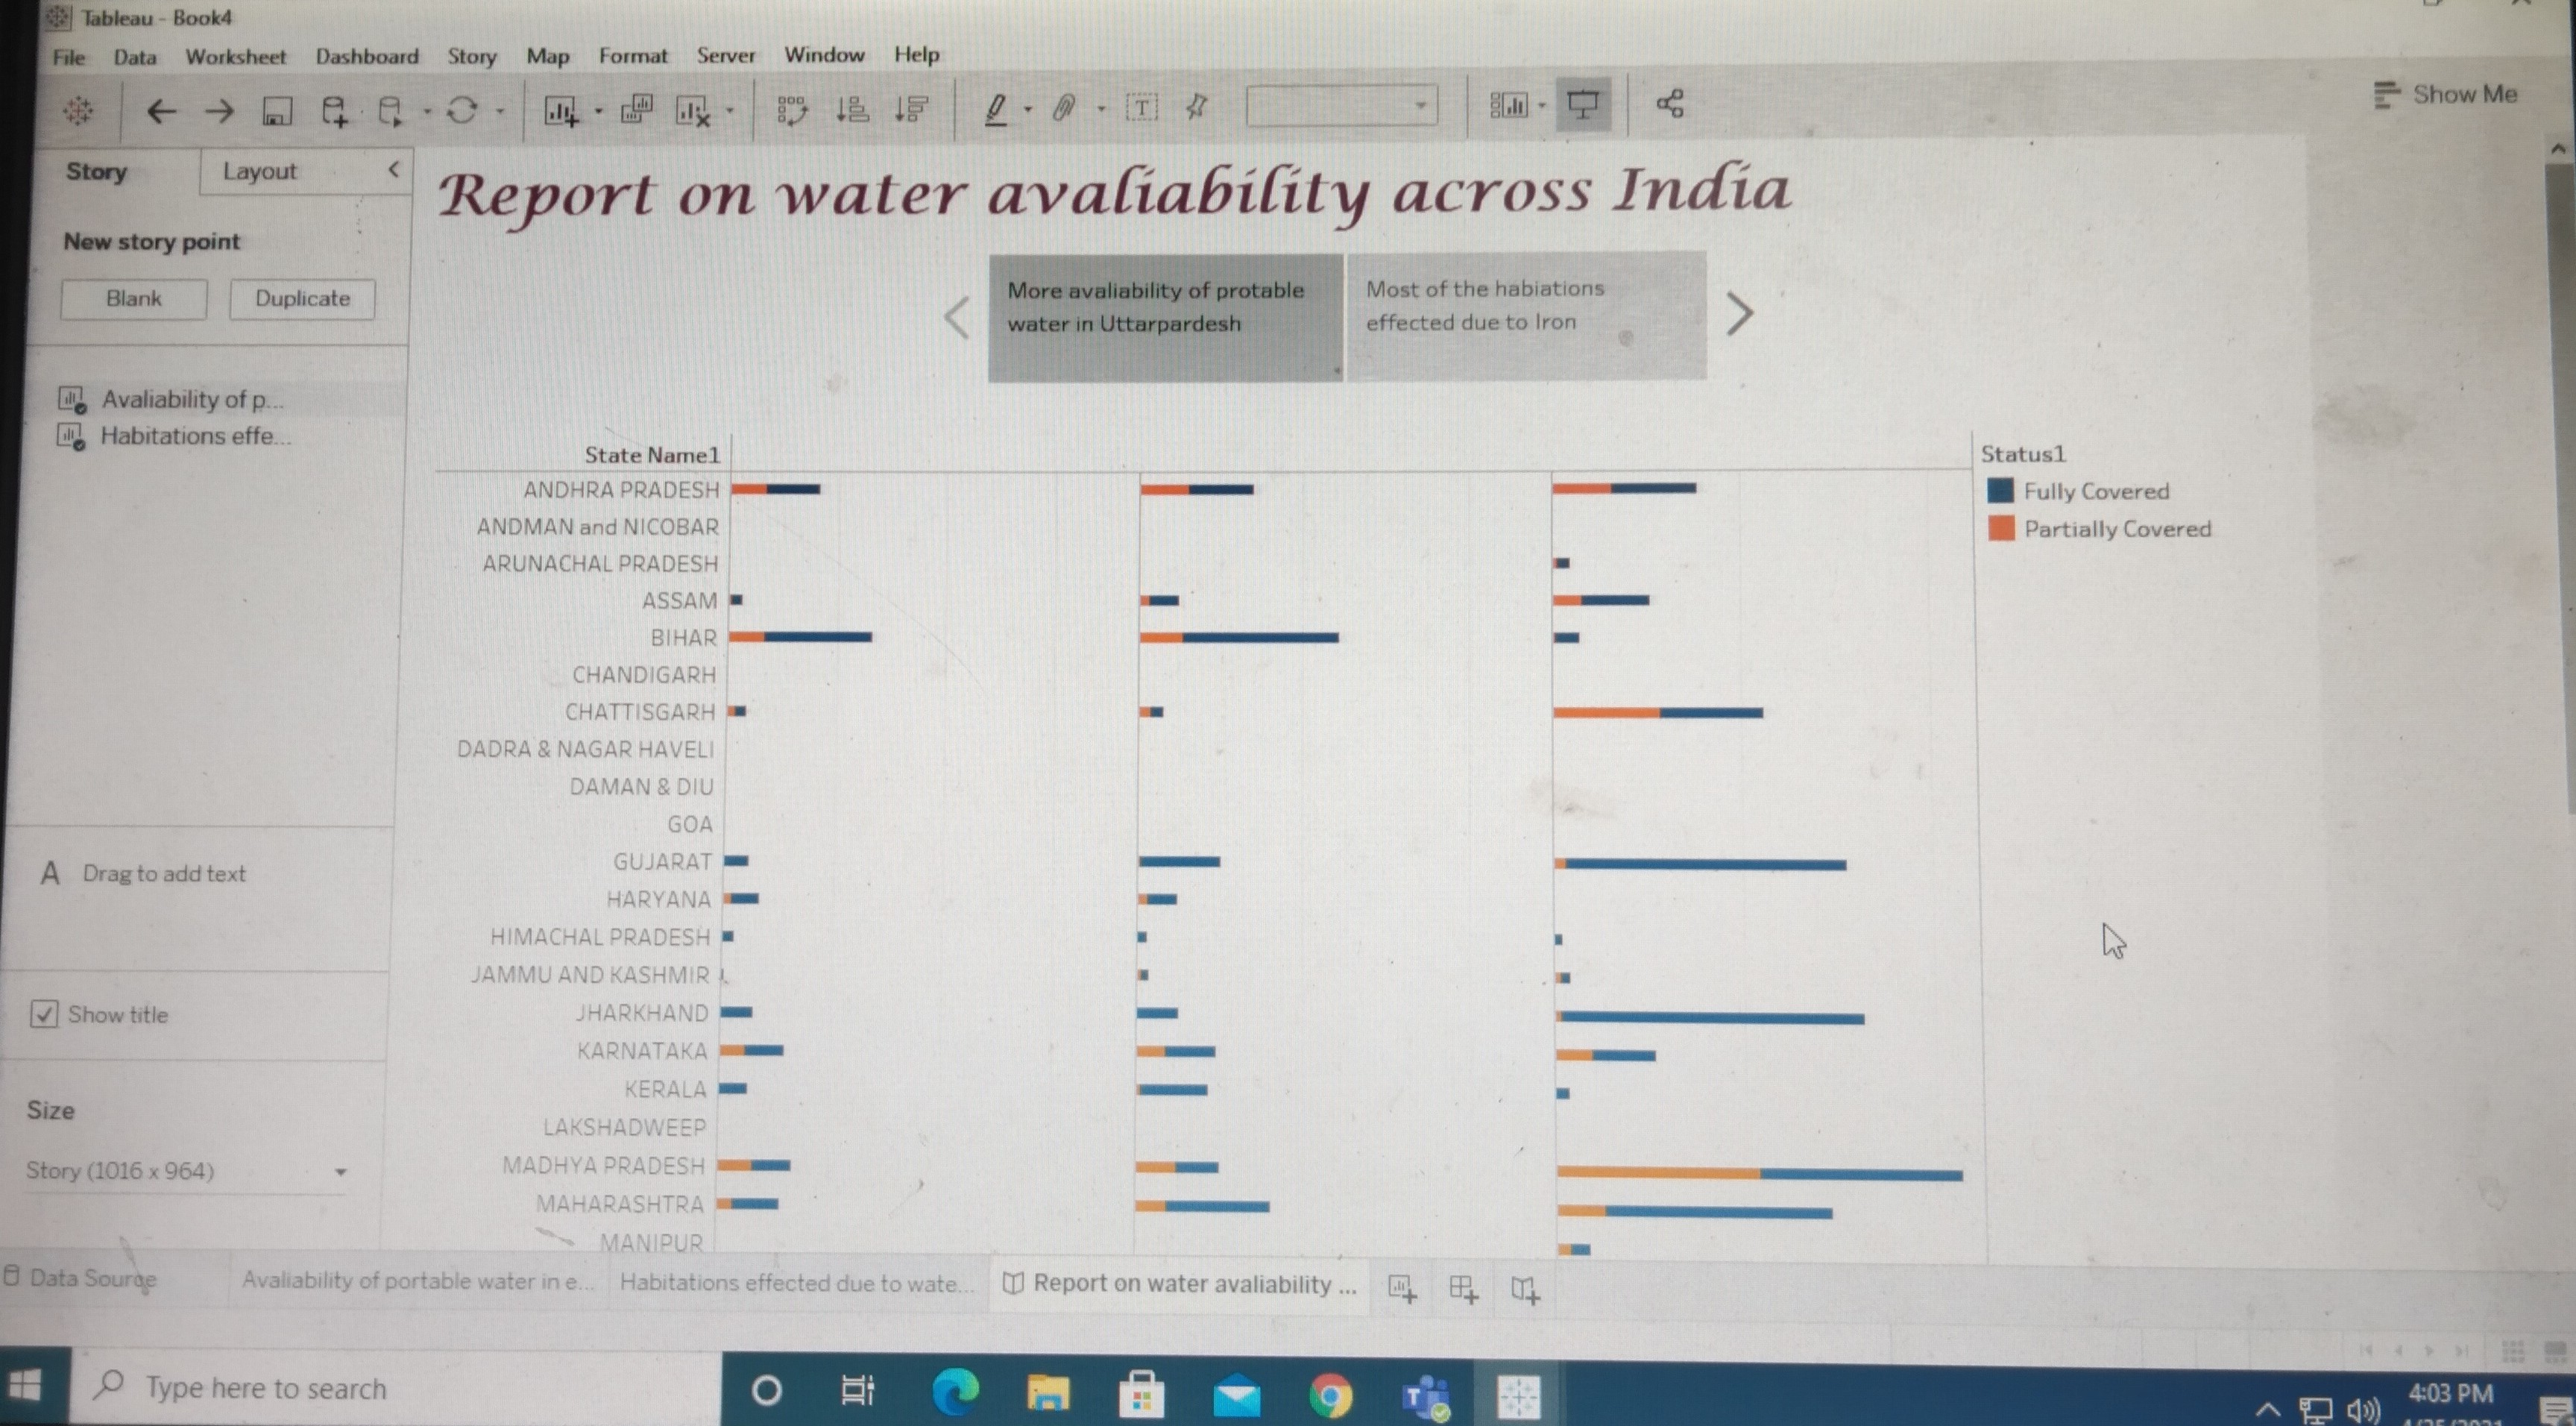 Tableau - Book4
File Data Worksheet Dashboard Story Map Format Server Window Help
Show Me
Story Layout
Report on water avaliability across India
New story point
Blank Duplicate
More avaliability of protable
water in Uttarpardesh
Most of the habiations
effected due to Iron
Avaliability of p...
Habitations effe...
State Name1
Status1
ANDHRA PRADESH
Fully Covered
ANDMAN and NICOBAR
Partially Covered
ARUNACHAL PRADESH
ASSAM
BIHAR
CHANDIGARH
CHATTISGARH
DADRA & NAGAR HAVELI
DAMAN & DIU
GOA
GUJARAT
HARYANA
HIMACHAL PRADESH
JAMMU AND KASHMIR
JHARKHAND
KARNATAKA
KERALA
LAKSHADWEEP
MADHYA PRADESH
MAHARASHTRA
MANIPUR
A Drag to add text
Show title
Size
Story (1016 x 964)
Data Source Avaliability of portable water in e... Habitations effected due to wate... Report on water avaliability ...
Type here to search
4:03 PM